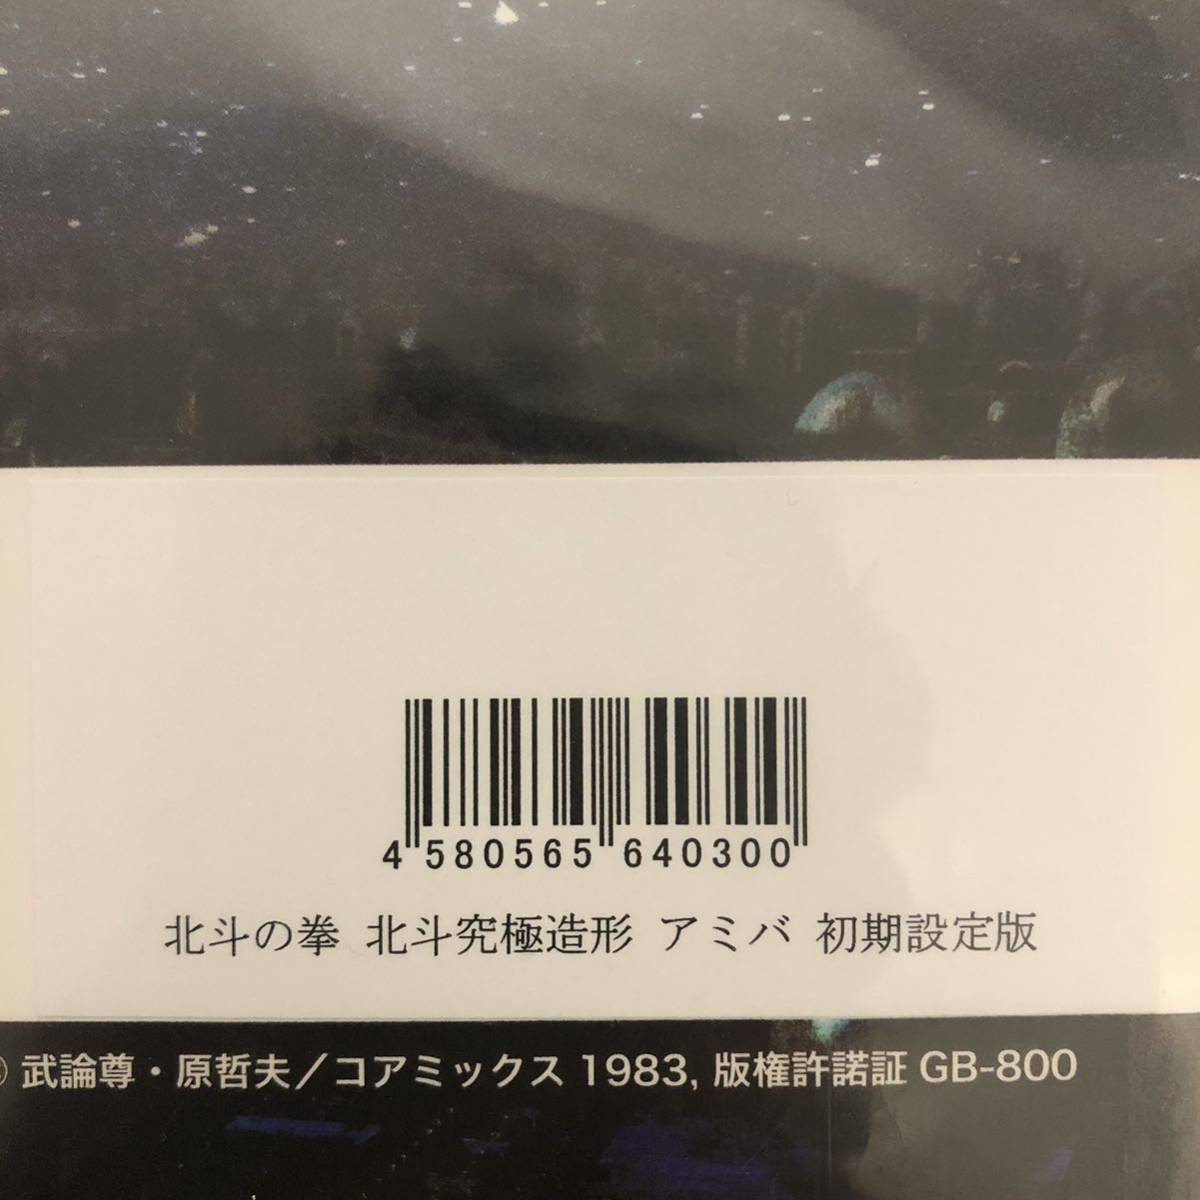 4 580565 640300
北斗の拳 北斗究極造形 アミバ 初期設定版
© 武論尊・原哲夫／コアミックス 1983, 版権許諾証 GB-800